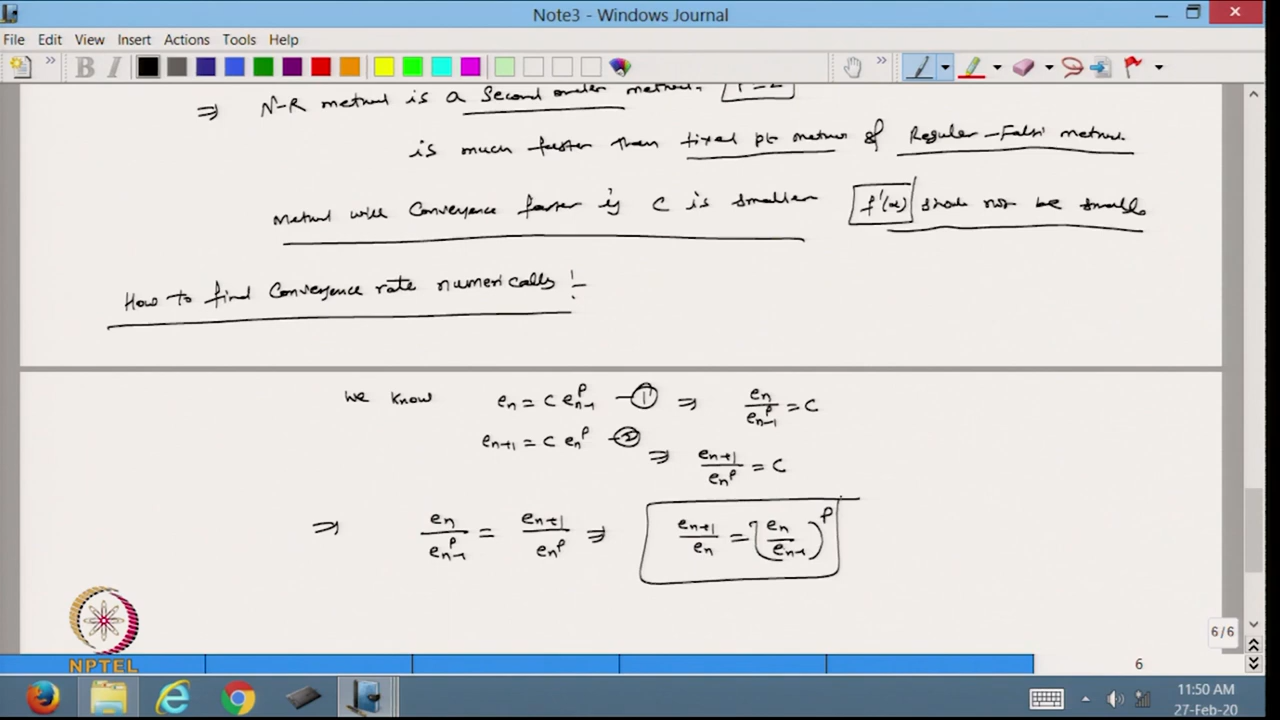 Note3 - Windows Journal
File Edit View Insert Actions Tools Help
⇒ N-R method is a Second order method.
is much faster than fixed pt method of Regular-Falsi method.
Method will Convergence faster if C is smaller f'(α) should not be smaller
How to find Convergence rate numerically :-
We know e_n = C e_{n-1}^p —① ⇒ e_n / e_{n-1}^p = C
e_{n+1} = C e_n^p —② ⇒ e_{n+1} / e_n^p = C
⇒ e_n / e_{n-1}^p = e_{n+1} / e_n^p ⇒ e_{n+1} / e_n = (e_n / e_{n-1})^p
6/6
NPTEL
6
11:50 AM
27-Feb-20